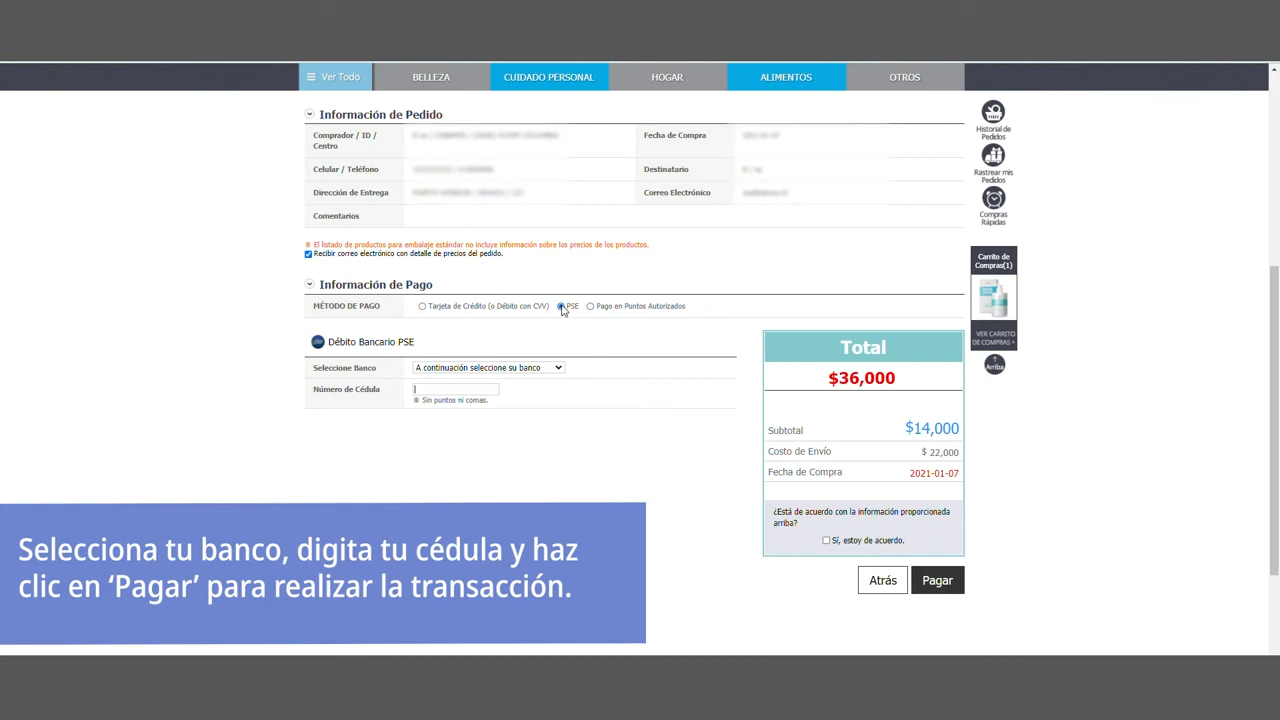 ≡ Ver Todo BELLEZA CUIDADO PERSONAL HOGAR ALIMENTOS OTROS
Información de Pedido
Comprador / ID /
Centro
Fecha de Compra
Celular / Teléfono
Destinatario
Dirección de Entrega
Correo Electrónico
Comentarios
※ El listado de productos para embalaje estándar no incluye información sobre los precios de los productos.
Recibir correo electrónico con detalle de precios del pedido.
Información de Pago
MÉTODO DE PAGO Tarjeta de Crédito (o Débito con CVV) PSE Pago en Puntos Autorizados
Débito Bancario PSE
Seleccione Banco A continuación seleccione su banco
Número de Cédula
※ Sin puntos ni comas.
Total
$36,000
Subtotal $14,000
Costo de Envío $ 22,000
Fecha de Compra 2021-01-07
¿Está de acuerdo con la información proporcionada
arriba?
Sí, estoy de acuerdo.
Atrás Pagar
Historial de
Pedidos
Rastrear mis
Pedidos
Compras
Rápidas
Carrito de
Compras(1)
VER CARRITO
DE COMPRAS +
↑
Arriba
Selecciona tu banco, digita tu cédula y haz
clic en ‘Pagar’ para realizar la transacción.